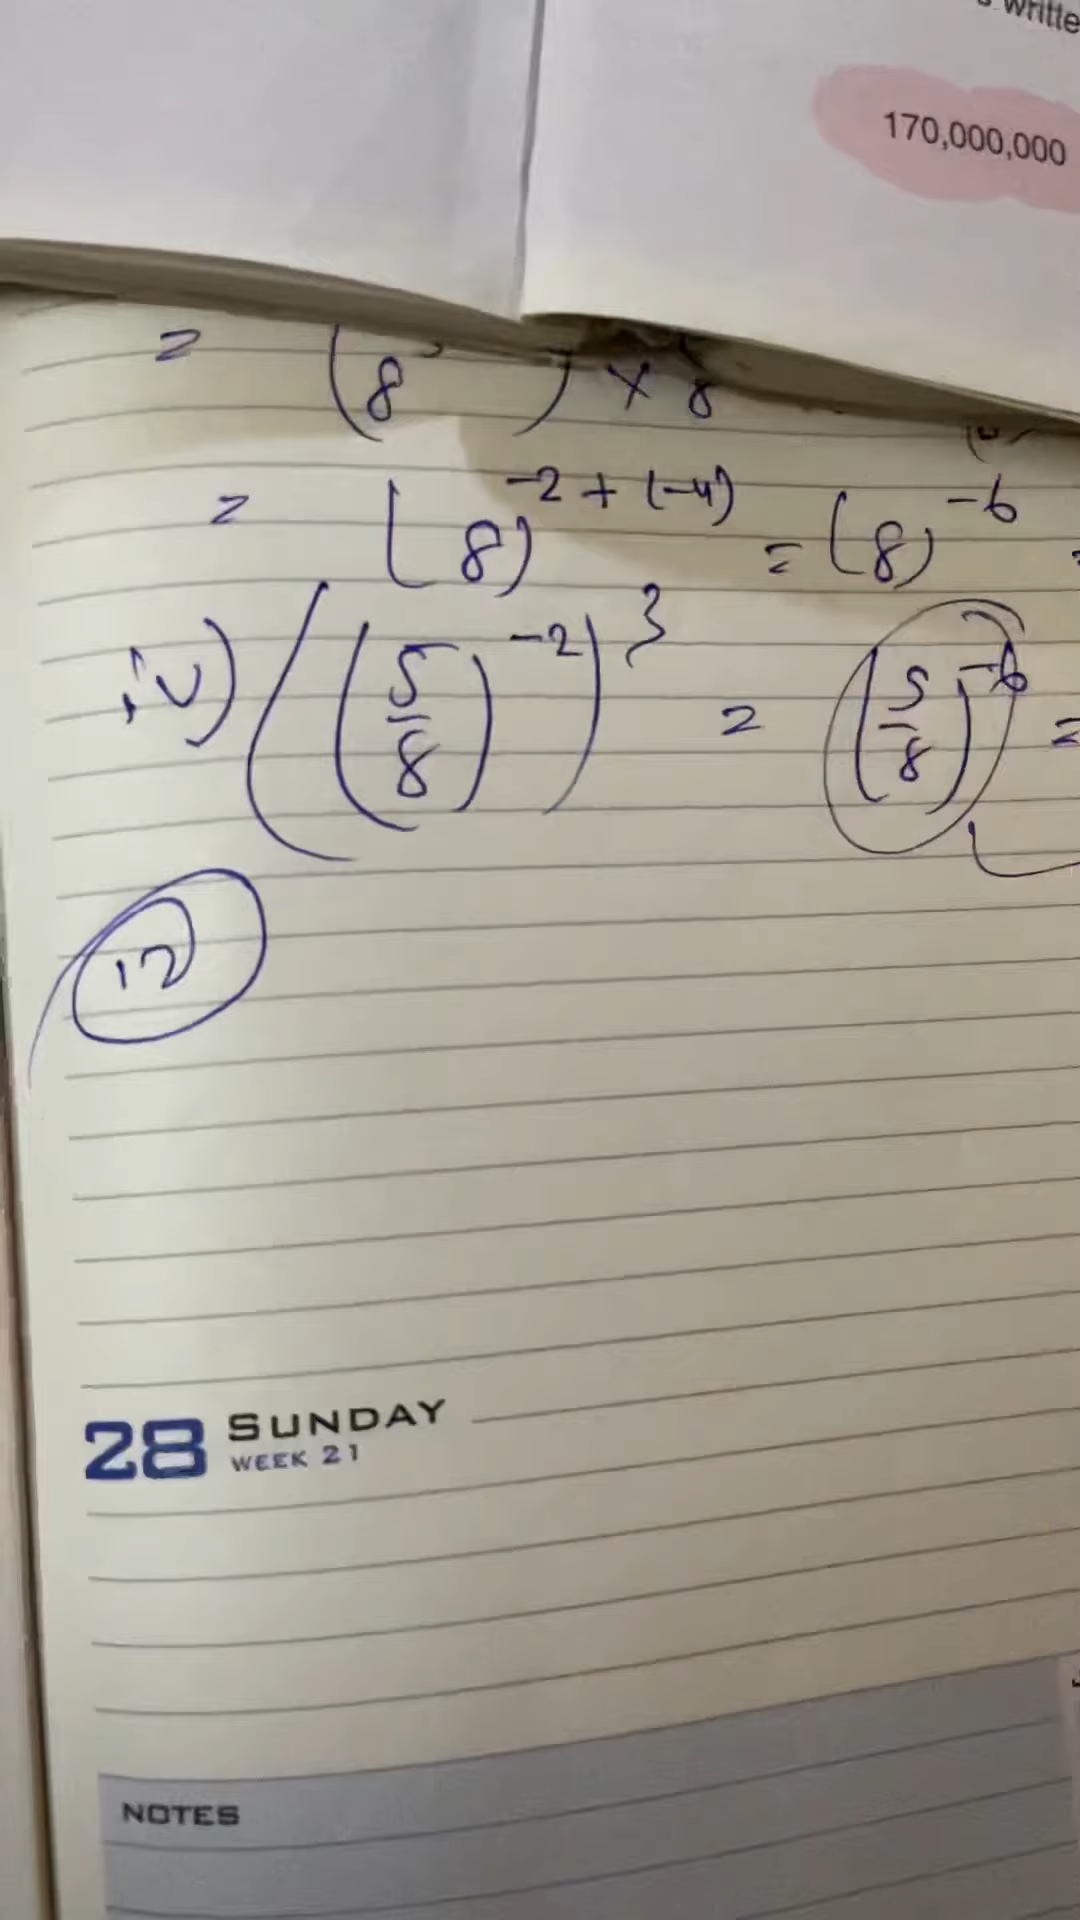 170,000,000
= (8 ) × 8
= (8)^-2+(-4) = (8)^-6 =
iv) ((5/8)^-2)^3 = (5/8)^-6 =
12
28 SUNDAY
WEEK 21
NOTES